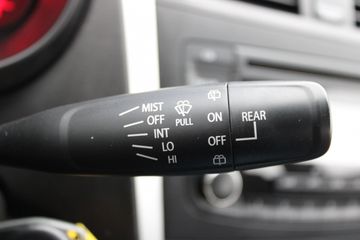 MIST
OFF
INT
LO
HI
PULL
ON
OFF
REAR